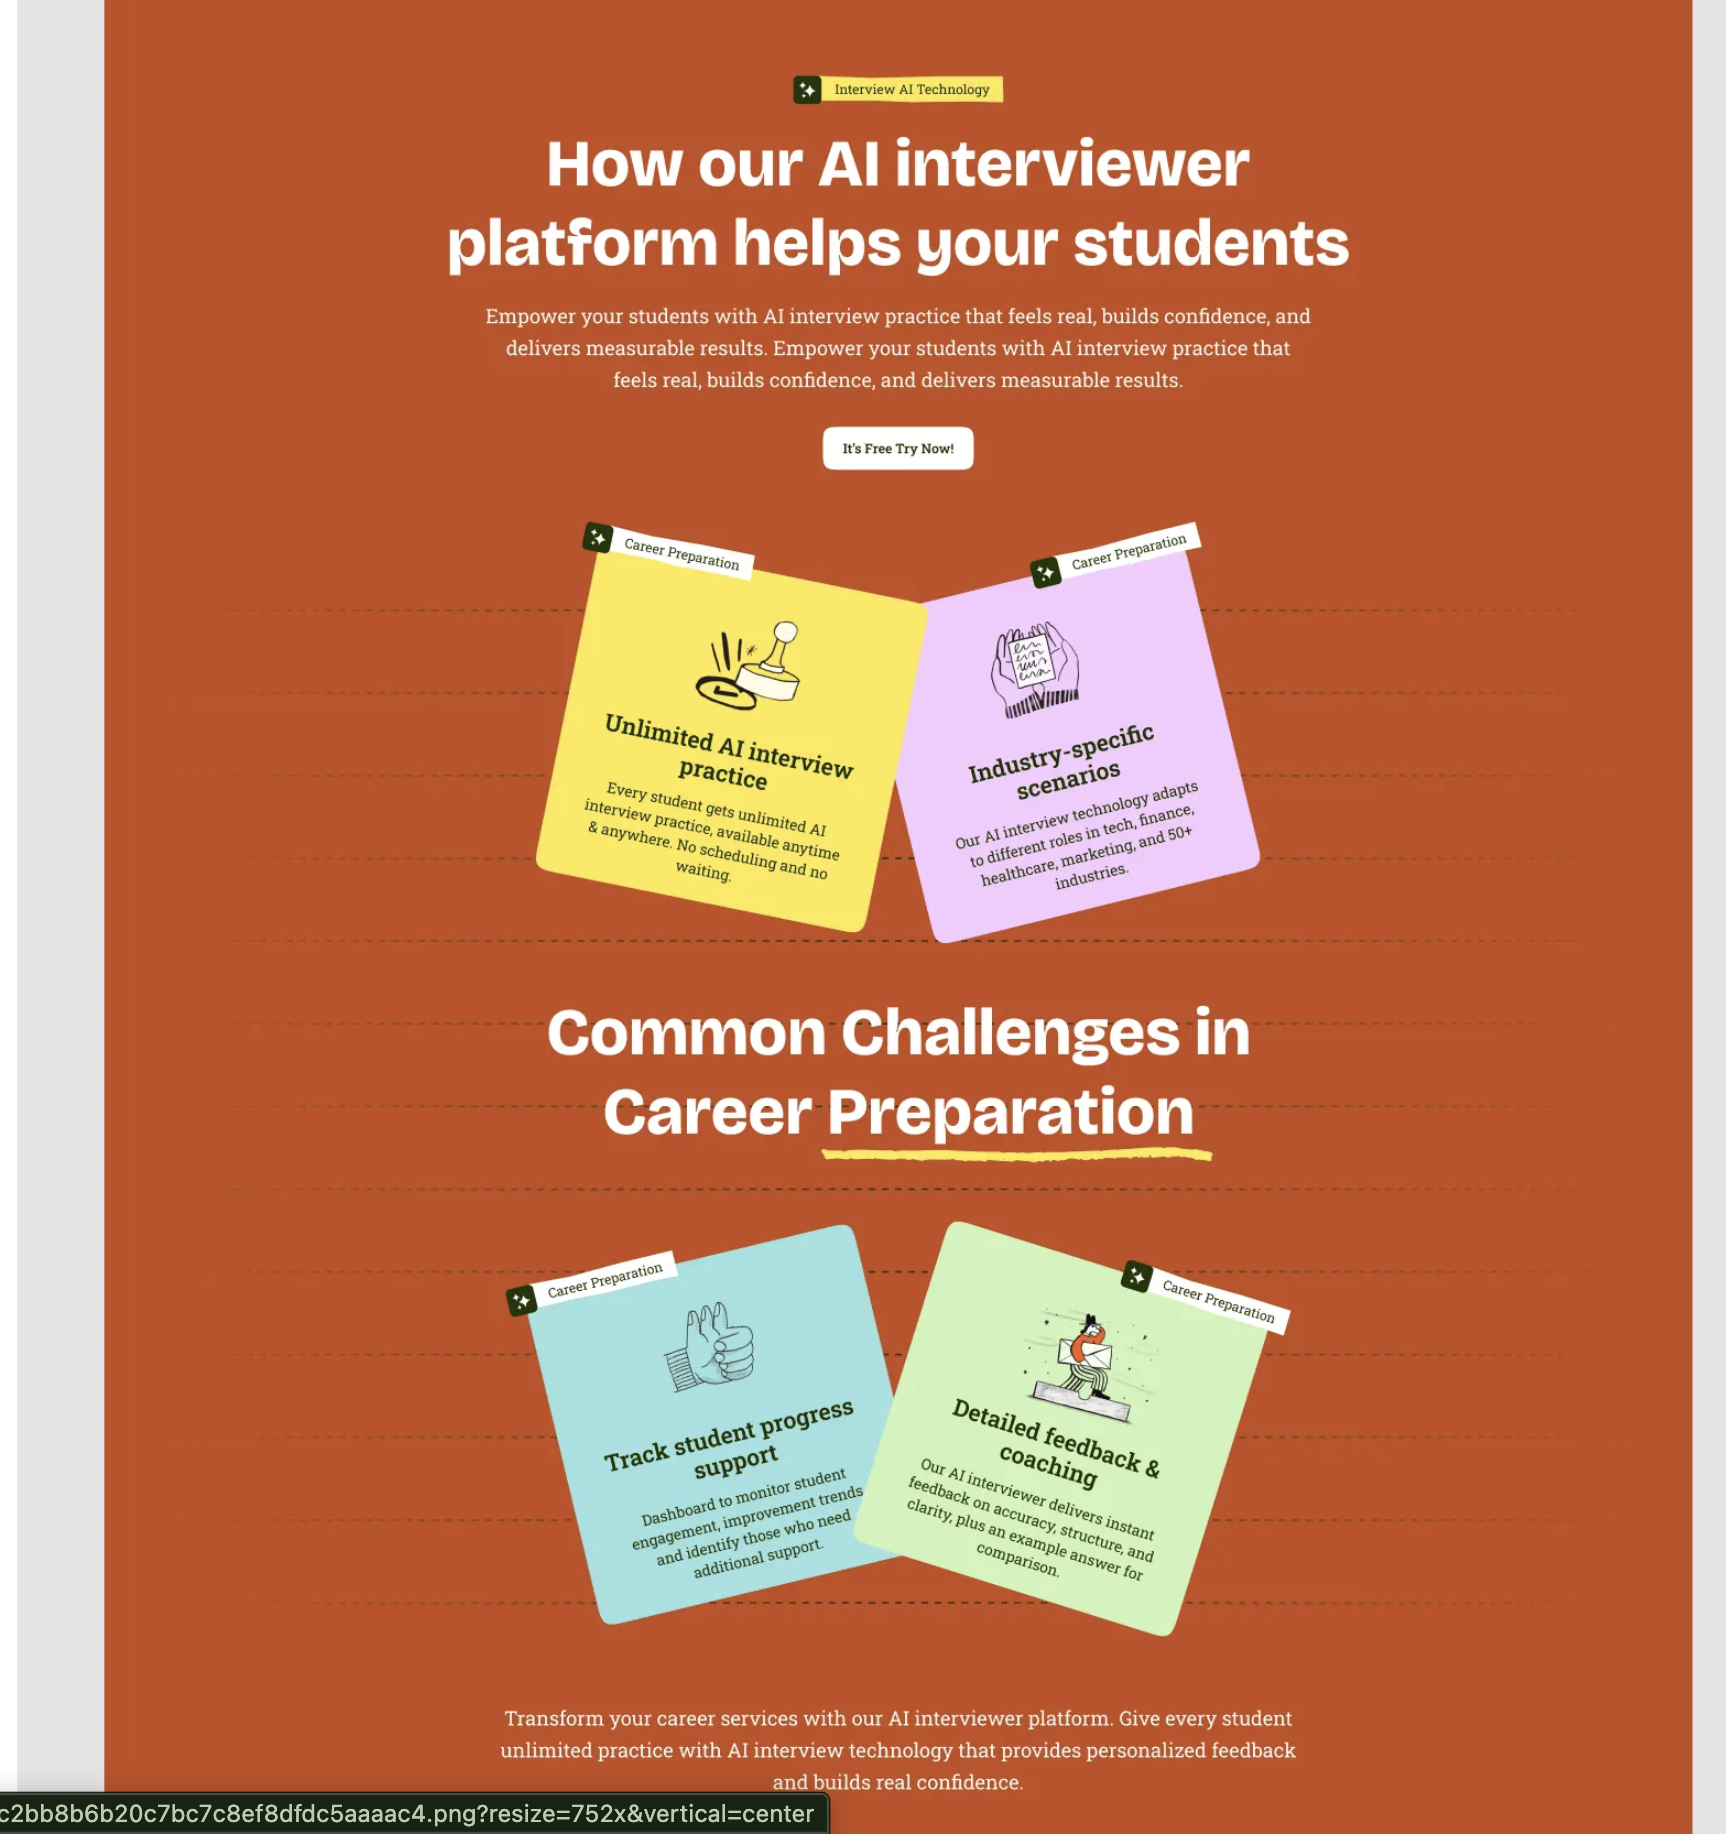 Interview AI Technology
How our AI interviewer
platform helps your students
Empower your students with AI interview practice that feels real, builds confidence, and
delivers measurable results. Empower your students with AI interview practice that
feels real, builds confidence, and delivers measurable results.
It's Free Try Now!
Career Preparation
Unlimited AI interview
practice
Every student gets unlimited AI
interview practice, available anytime
& anywhere. No scheduling and no
waiting.
Career Preparation
Industry-specific
scenarios
Our AI interview technology adapts
to different roles in tech, finance,
healthcare, marketing, and 50+
industries.
Common Challenges in
Career Preparation
Career Preparation
Track student progress
support
Dashboard to monitor student
engagement, improvement trends
and identify those who need
additional support.
Career Preparation
Detailed feedback &
coaching
Our AI interviewer delivers instant
feedback on accuracy, structure, and
clarity, plus an example answer for
comparison.
Transform your career services with our AI interviewer platform. Give every student
unlimited practice with AI interview technology that provides personalized feedback
and builds real confidence.
c2bb8b6b20c7bc7c8ef8dfdc5aaaac4.png?resize=752x&vertical=center